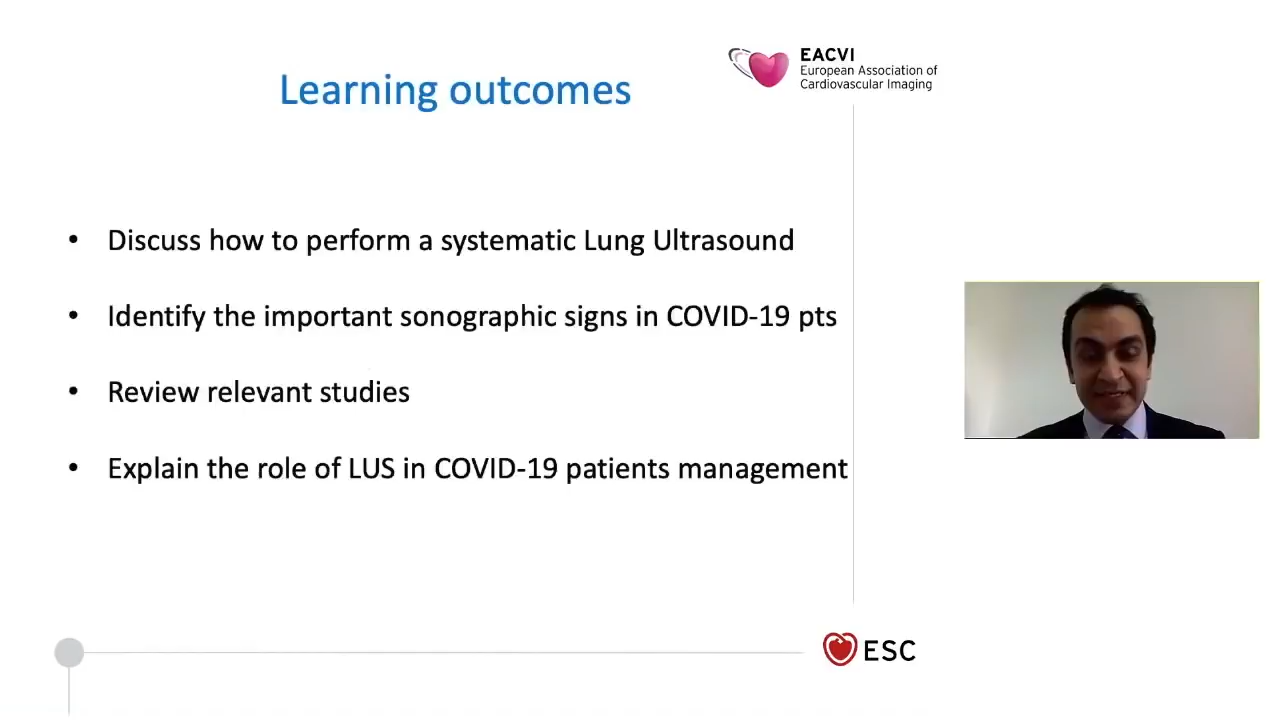 EACVI
European Association of
Cardiovascular Imaging
Learning outcomes
• Discuss how to perform a systematic Lung Ultrasound
• Identify the important sonographic signs in COVID-19 pts
• Review relevant studies
• Explain the role of LUS in COVID-19 patients management
ESC